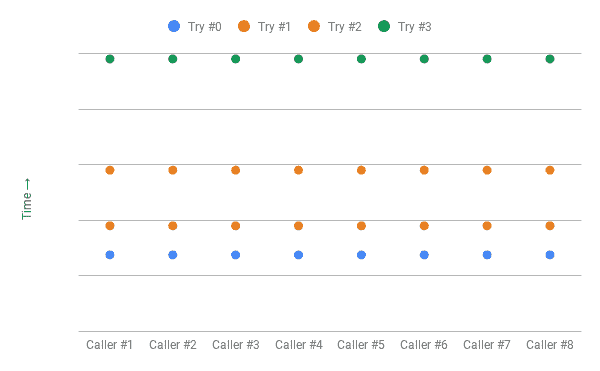 Try #0 Try #1 Try #2 Try #3
Time →
Caller #1 Caller #2 Caller #3 Caller #4 Caller #5 Caller #6 Caller #7 Caller #8